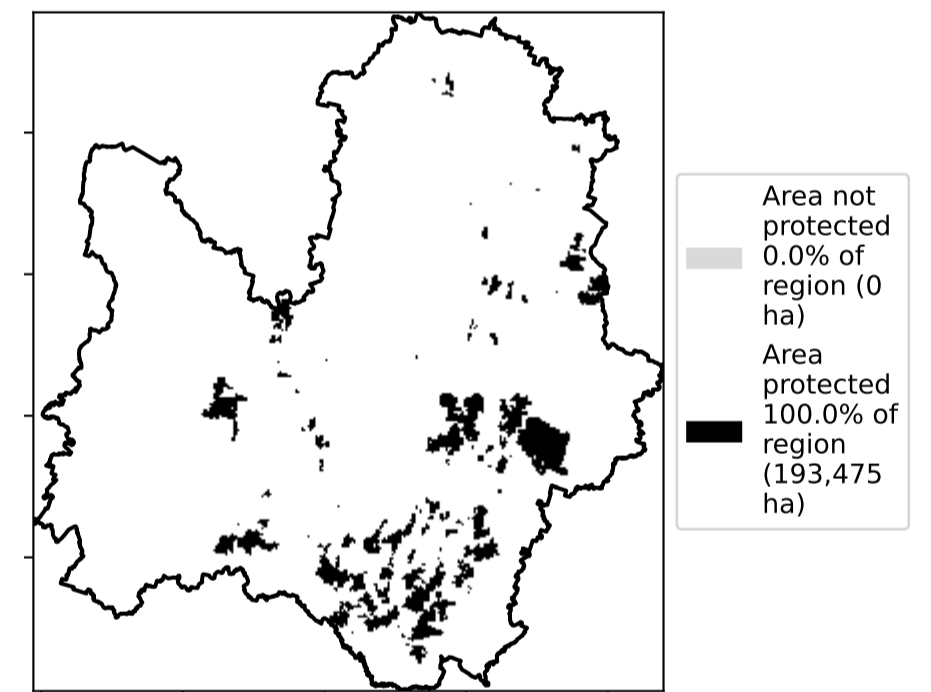 Area not
protected
0.0% of
region (0
ha)
Area
protected
100.0% of
region
(193,475
ha)